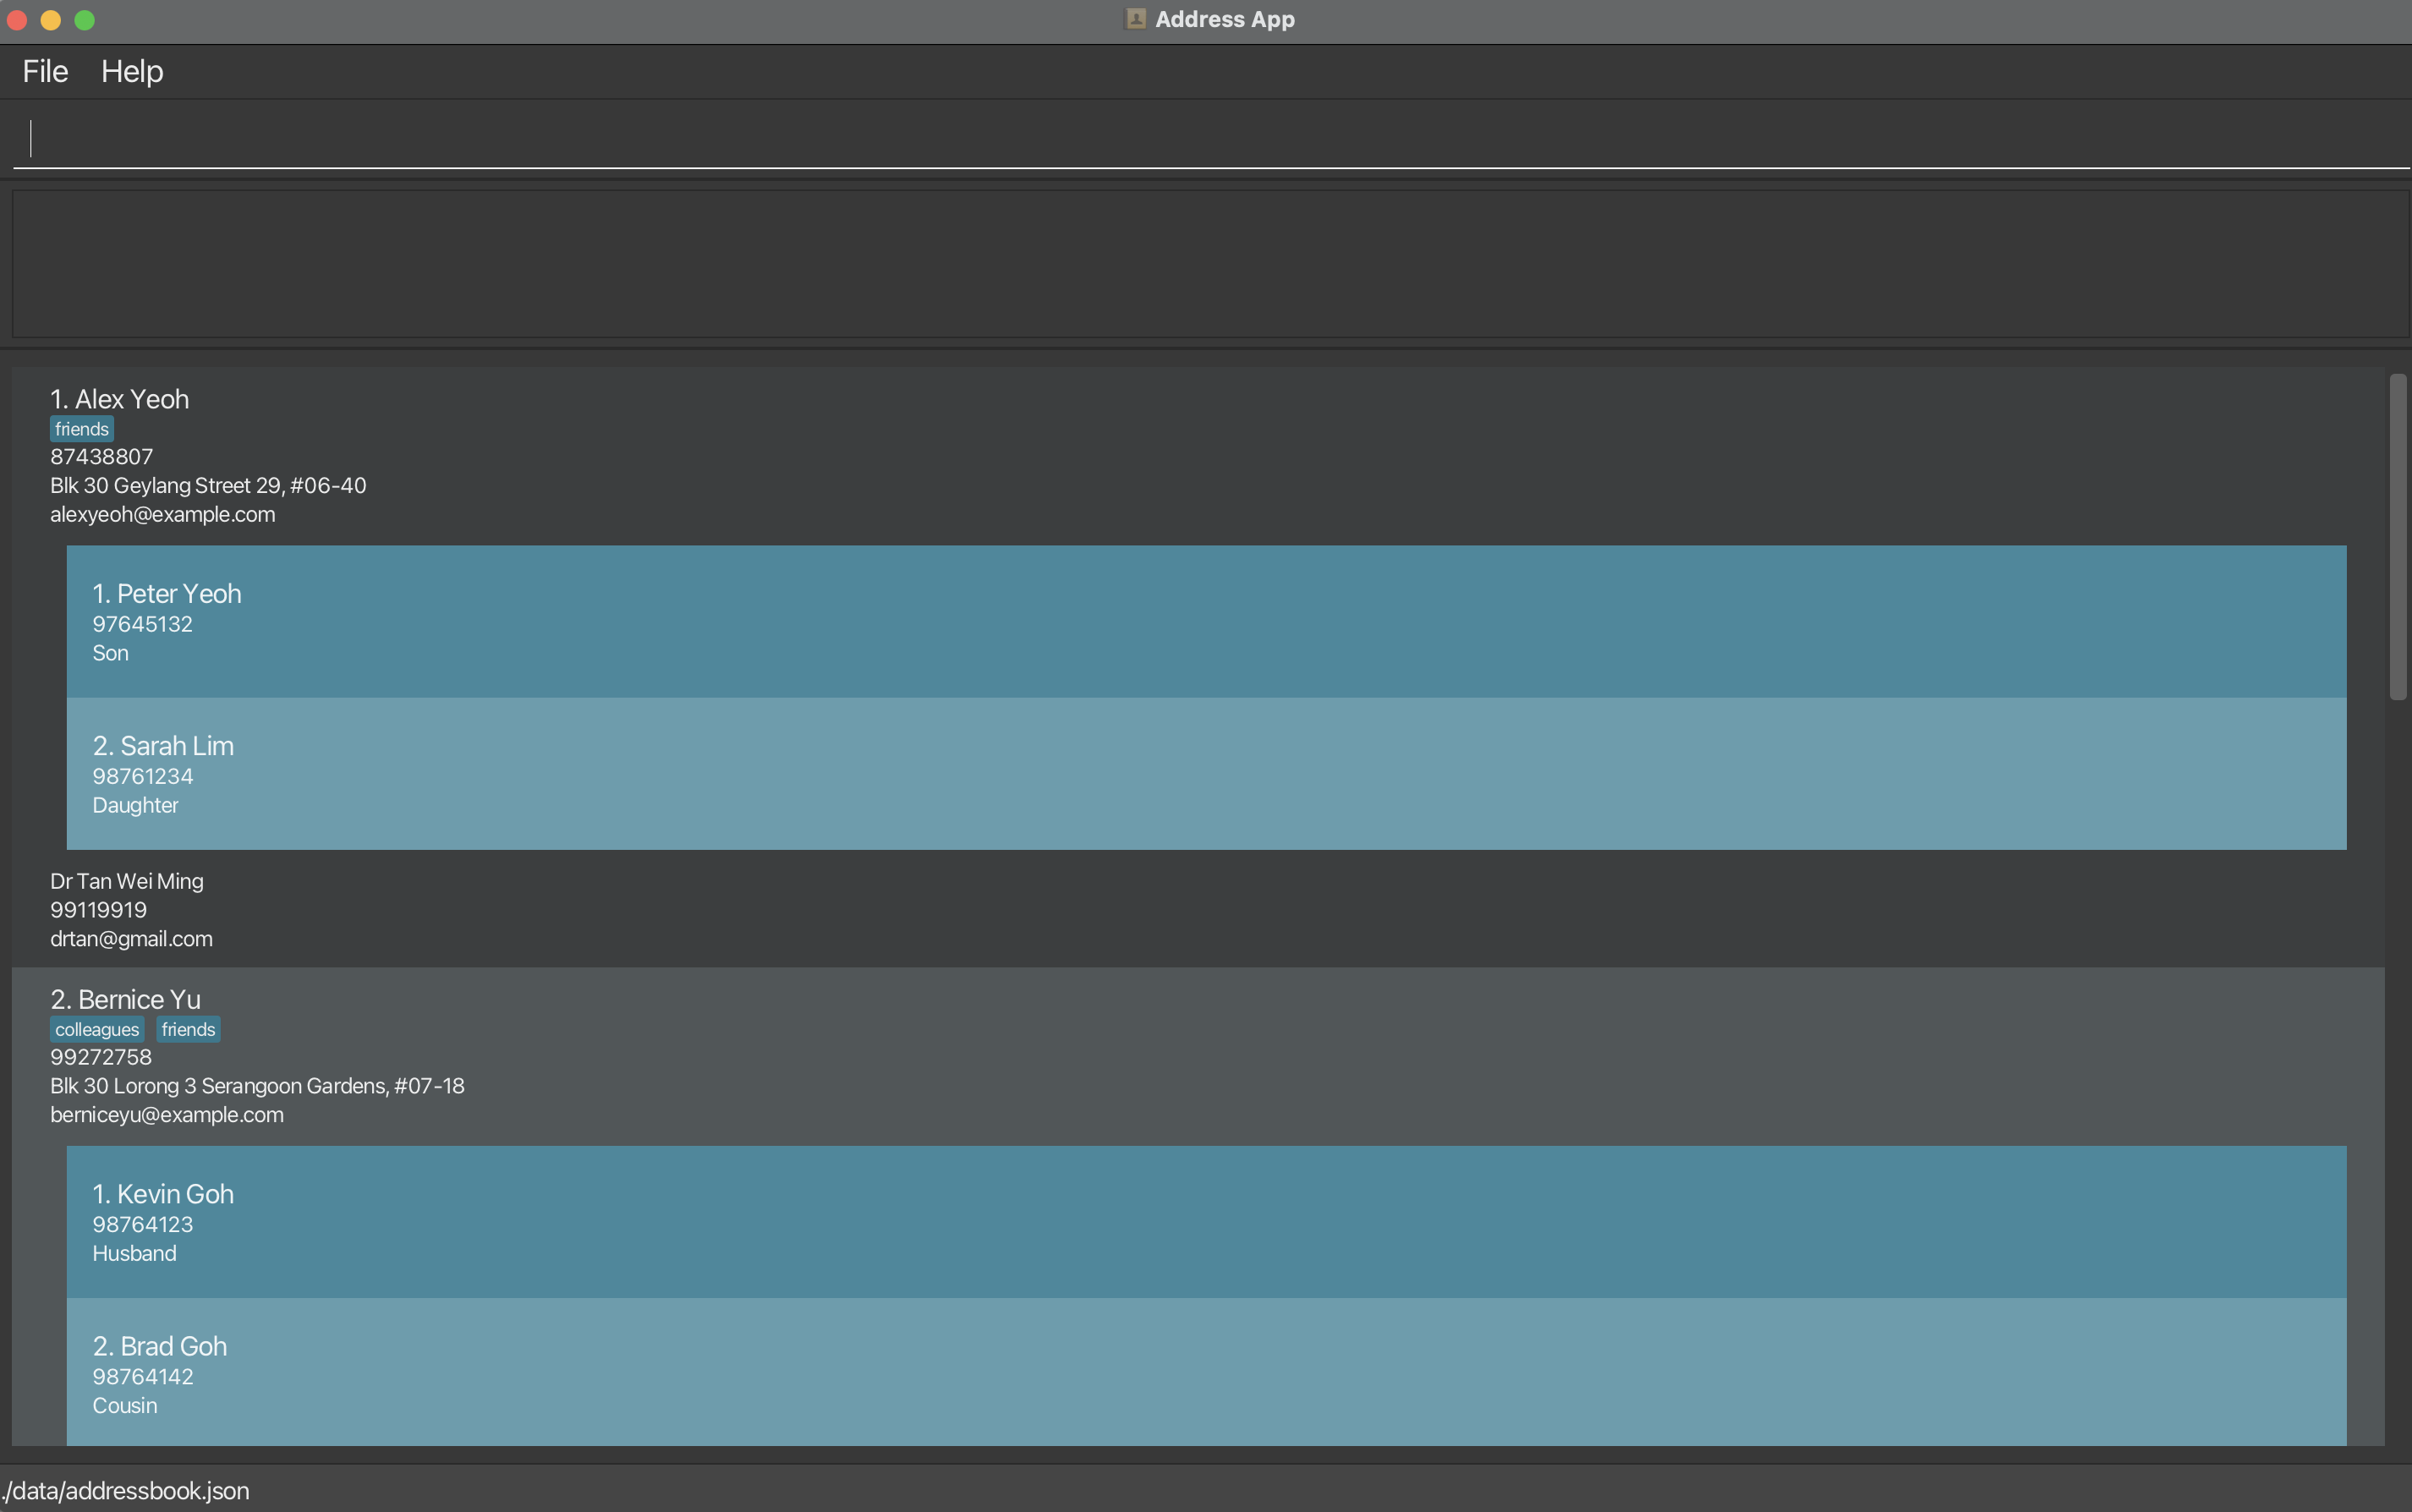 Address App
File Help
1. Alex Yeoh
friends
87438807
Blk 30 Geylang Street 29, #06-40
alexyeoh@example.com
1. Peter Yeoh
97645132
Son
2. Sarah Lim
98761234
Daughter
Dr Tan Wei Ming
99119919
drtan@gmail.com
2. Bernice Yu
colleagues friends
99272758
Blk 30 Lorong 3 Serangoon Gardens, #07-18
berniceyu@example.com
1. Kevin Goh
98764123
Husband
2. Brad Goh
98764142
Cousin
./data/addressbook.json